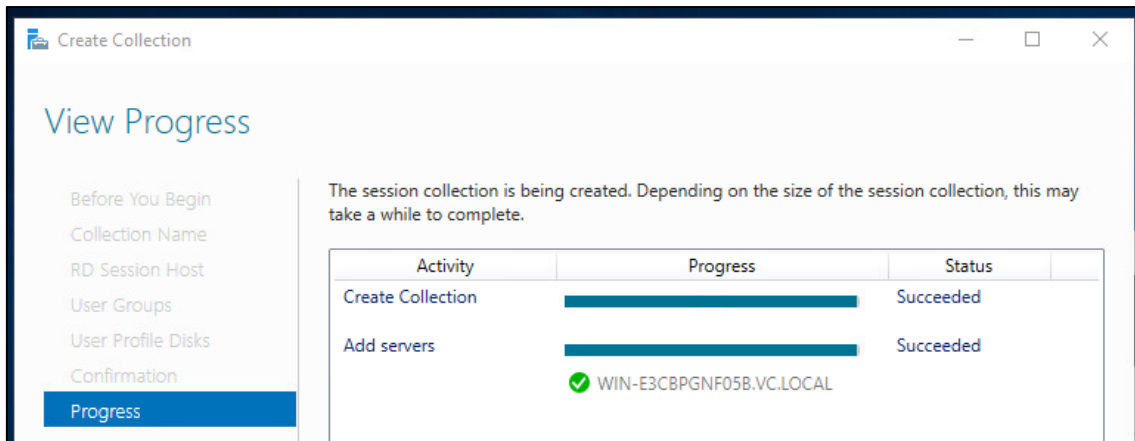 Create Collection
View Progress
Before You Begin
Collection Name
RD Session Host
User Groups
User Profile Disks
Confirmation
Progress
The session collection is being created. Depending on the size of the session collection, this may
take a while to complete.
Activity Progress Status
Create Collection Succeeded
Add servers Succeeded
WIN-E3CBPGNF05B.VC.LOCAL